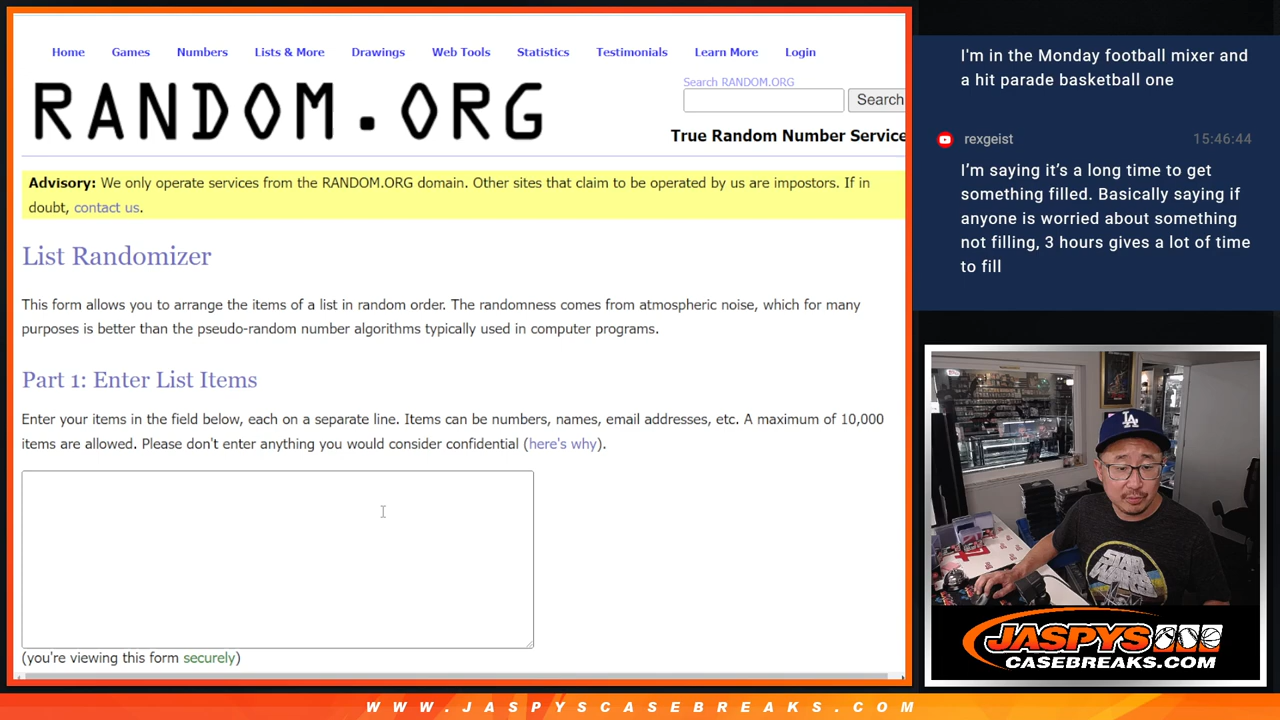 Home Games Numbers Lists & More Drawings Web Tools Statistics Testimonials Learn More Login
RANDOM.ORG
Search RANDOM.ORG
Search
True Random Number Service
Advisory: We only operate services from the RANDOM.ORG domain. Other sites that claim to be operated by us are impostors. If in
doubt, contact us.
List Randomizer
This form allows you to arrange the items of a list in random order. The randomness comes from atmospheric noise, which for many
purposes is better than the pseudo-random number algorithms typically used in computer programs.
Part 1: Enter List Items
Enter your items in the field below, each on a separate line. Items can be numbers, names, email addresses, etc. A maximum of 10,000
items are allowed. Please don't enter anything you would consider confidential (here's why).
(you're viewing this form securely)
I'm in the Monday football mixer and
a hit parade basketball one
rexgeist 15:46:44
I’m saying it’s a long time to get
something filled. Basically saying if
anyone is worried about something
not filling, 3 hours gives a lot of time
to fill
LA
STAR
WARS
JASPYS
CASEBREAKS.COM
WWW.JASPYSCASEBREAKS.COM